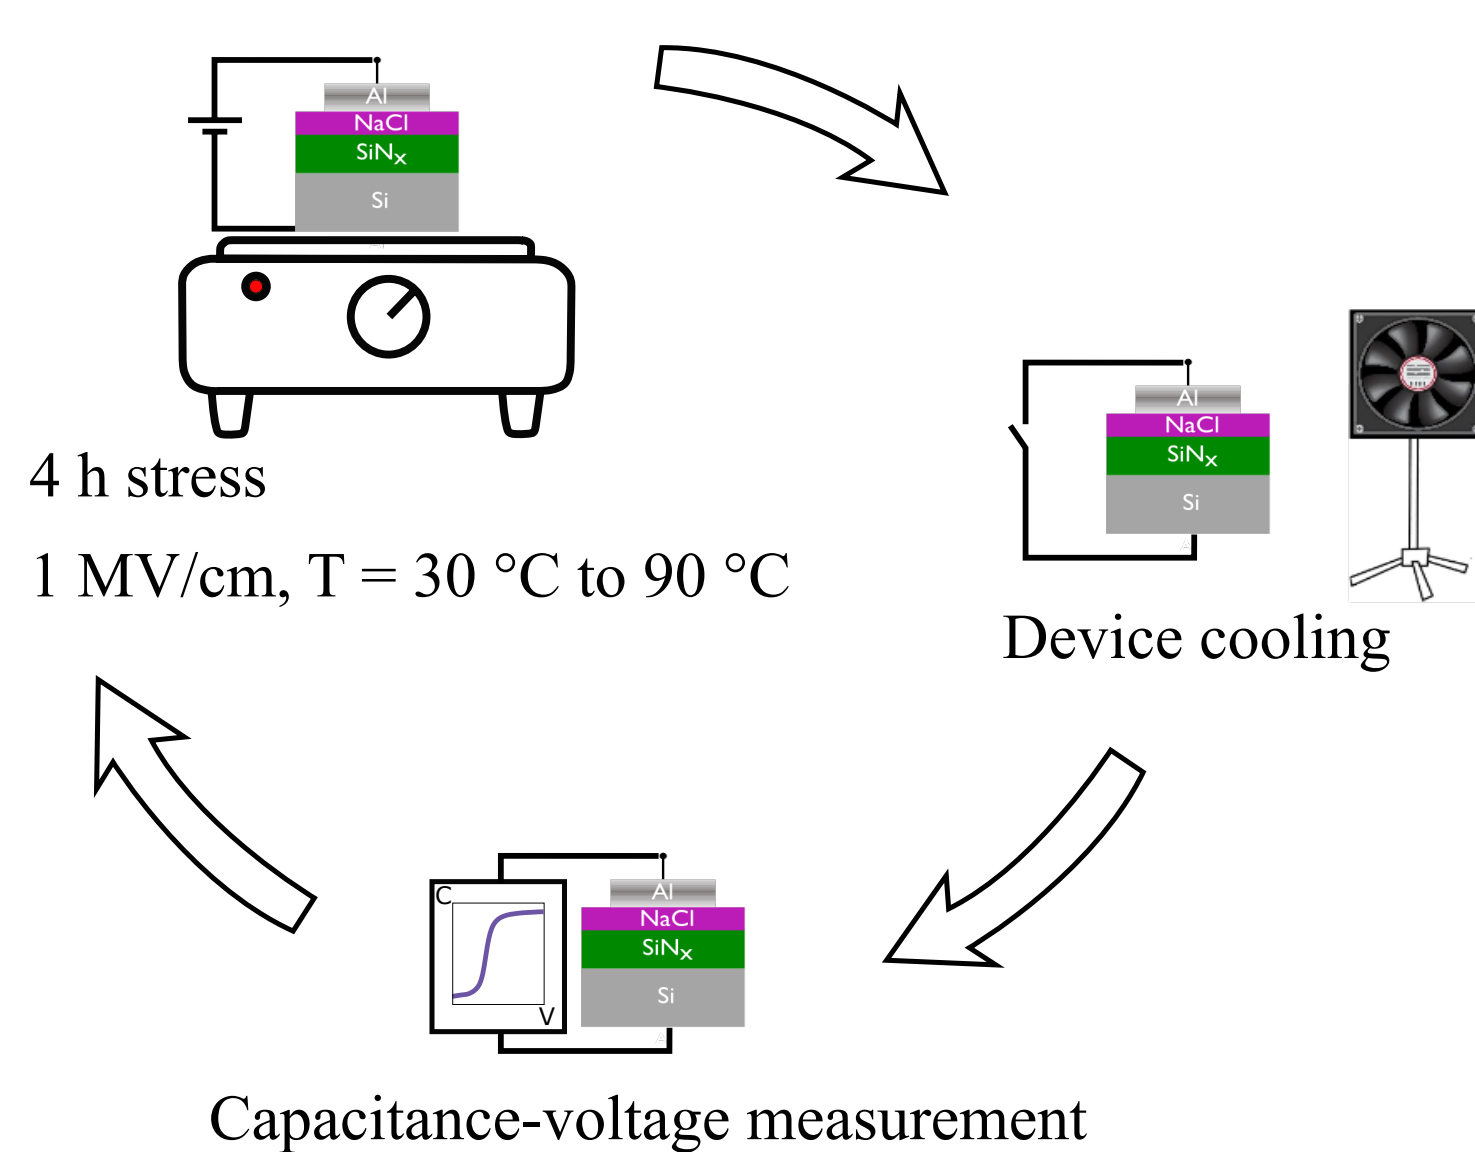 Al
NaCl
SiNx
Si
4 h stress
1 MV/cm, T = 30 °C to 90 °C
Al
NaCl
SiNx
Si
Device cooling
C
V
Al
NaCl
SiNx
Si
Capacitance-voltage measurement